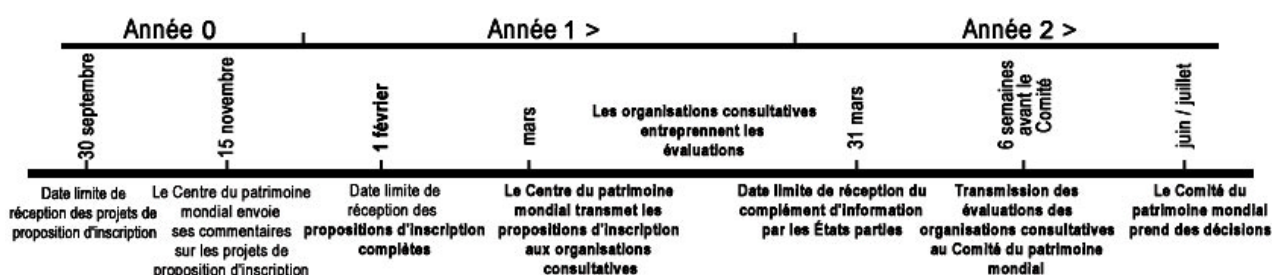 Année 0
Année 1 >
Année 2 >
30 septembre
15 novembre
1 février
mars
Les organisations consultatives
entreprennent les
évaluations
31 mars
6 semaines
avant le
Comité
juin / juillet
Date limite de
réception des projets de
proposition d'inscription
Le Centre du patrimoine
mondial envoie
ses commentaires
sur les projets de
proposition d'inscription
Date limite de
réception des
propositions d'inscription
complètes
Le Centre du patrimoine
mondial transmet les
propositions d'inscription
aux organisations
consultatives
Date limite de réception du
complément d'information
par les États parties
Transmission des
évaluations des
organisations consultatives
au Comité du patrimoine
mondial
Le Comité du
patrimoine mondial
prend des décisions